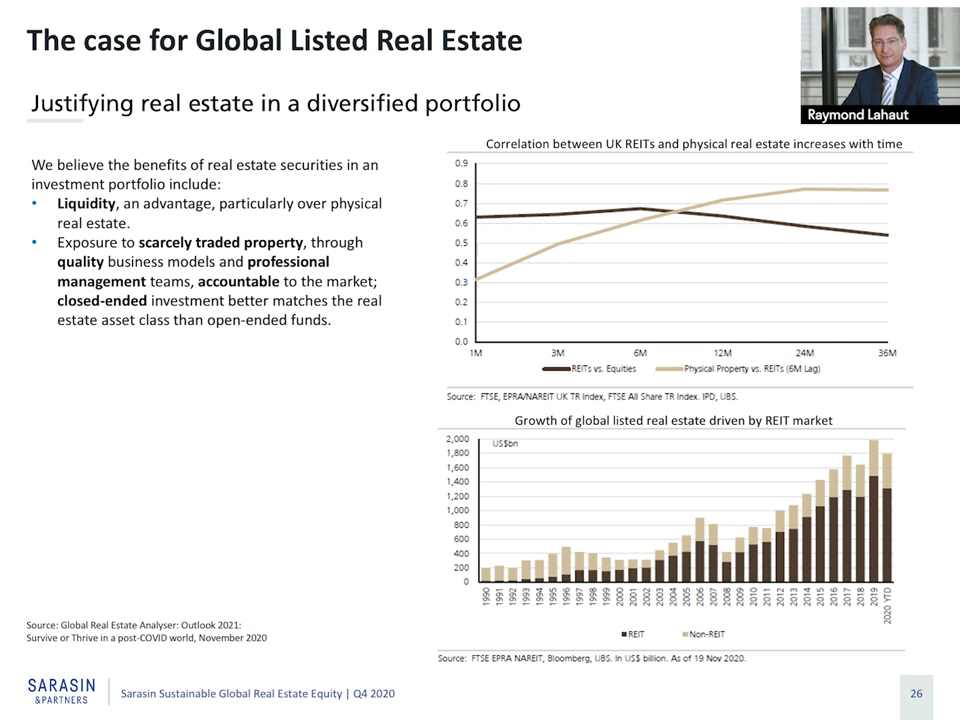 The case for Global Listed Real Estate
Raymond Lahaut
Justifying real estate in a diversified portfolio
We believe the benefits of real estate securities in an
investment portfolio include:
• Liquidity, an advantage, particularly over physical
real estate.
• Exposure to scarcely traded property, through
quality business models and professional
management teams, accountable to the market;
closed-ended investment better matches the real
estate asset class than open-ended funds.
Correlation between UK REITs and physical real estate increases with time
0.9
0.8
0.7
0.6
0.5
0.4
0.3
0.2
0.1
0.0
1M 3M 6M 12M 24M 36M
REITs vs. Equities Physical Property vs. REITs (6M Lag)
Source: FTSE, EPRA/NAREIT UK TR Index, FTSE All Share TR Index. IPD, UBS.
Growth of global listed real estate driven by REIT market
US$bn
2,000
1,800
1,600
1,400
1,200
1,000
800
600
400
200
0
1990 1991 1992 1993 1994 1995 1996 1997 1998 1999 2000 2001 2002 2003 2004 2005 2006 2007 2008 2009 2010 2011 2012 2013 2014 2015 2016 2017 2018 2019 2020 YTD
REIT Non-REIT
Source: FTSE EPRA NAREIT, Bloomberg, UBS. In US$ billion. As of 19 Nov 2020.
Source: Global Real Estate Analyser: Outlook 2021:
Survive or Thrive in a post-COVID world, November 2020
SARASIN
& PARTNERS
Sarasin Sustainable Global Real Estate Equity | Q4 2020
26